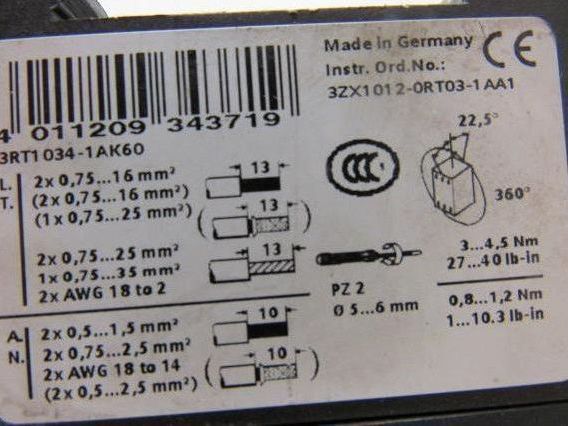 Made in Germany CE
Instr. Ord.No.:
3ZX1012-0RT03-1AA1
4 011209 343719
3RT1034-1AK60
L. 2x 0,75...16 mm²
T. (2x 0,75...16 mm²)
(1x 0,75...25 mm²)
13
13
2x 0,75...25 mm²
1x 0,75...35 mm²
2x AWG 18 to 2
13
CCC
22,5°
360°
PZ 2
Ø 5...6 mm
3...4,5 Nm
27...40 lb-in
0,8...1,2 Nm
1...10.3 lb-in
A. 2x 0,5...1,5 mm²
N. 2x 0,75...2,5 mm²
2x AWG 18 to 14
(2x 0,5...2,5 mm²)
10
10